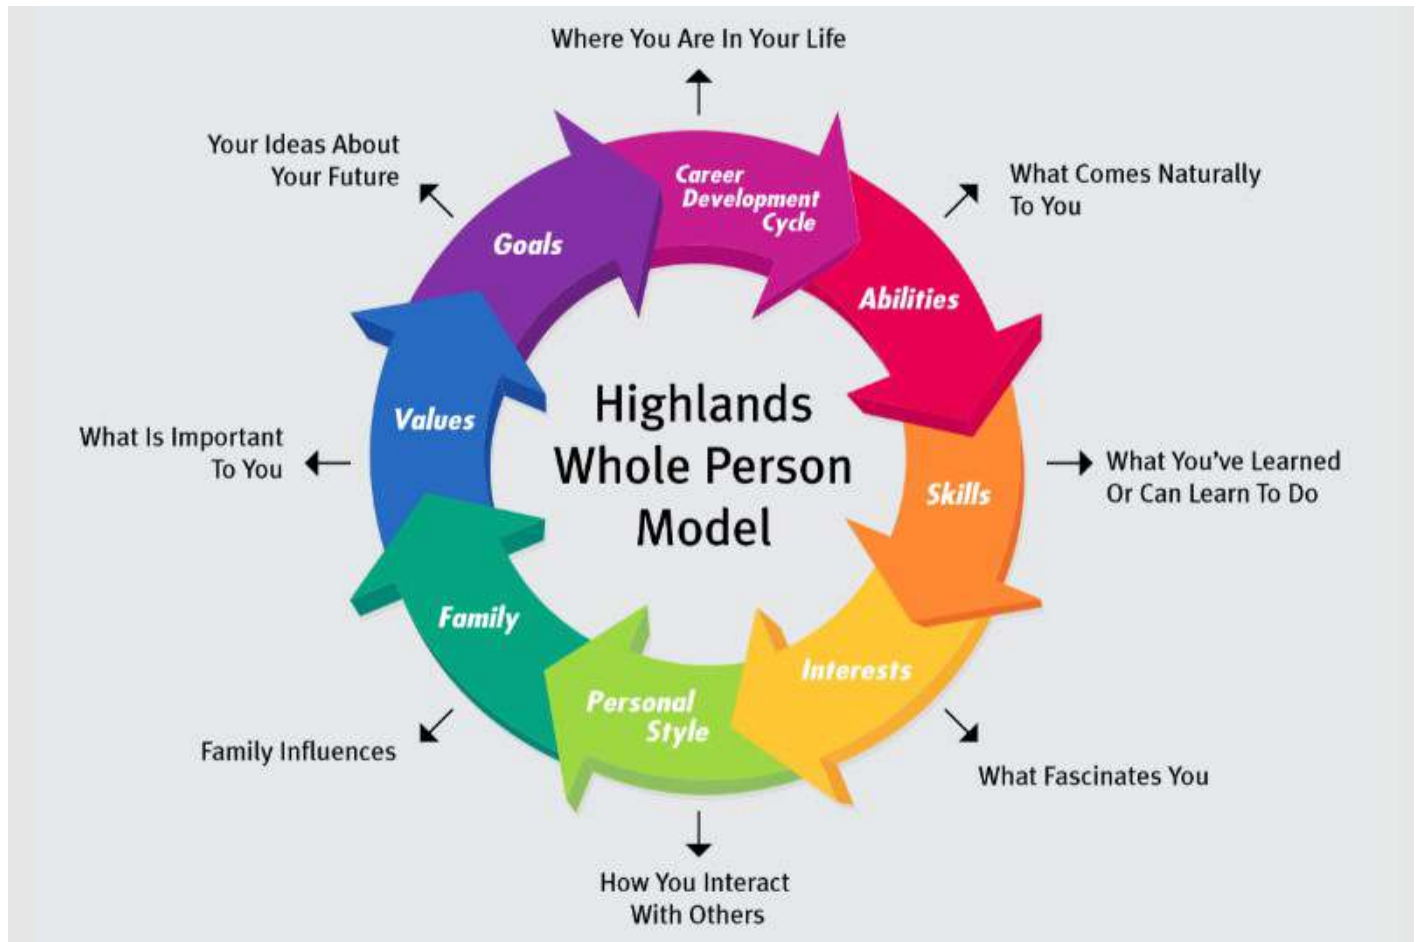 Where You Are In Your Life
Career
Development
Cycle
What Comes Naturally
To You
Abilities
What You've Learned
Or Can Learn To Do
Skills
What Fascinates You
Interests
How You Interact
With Others
Personal
Style
Family Influences
Family
What Is Important
To You
Values
Your Ideas About
Your Future
Goals
Highlands
Whole Person
Model